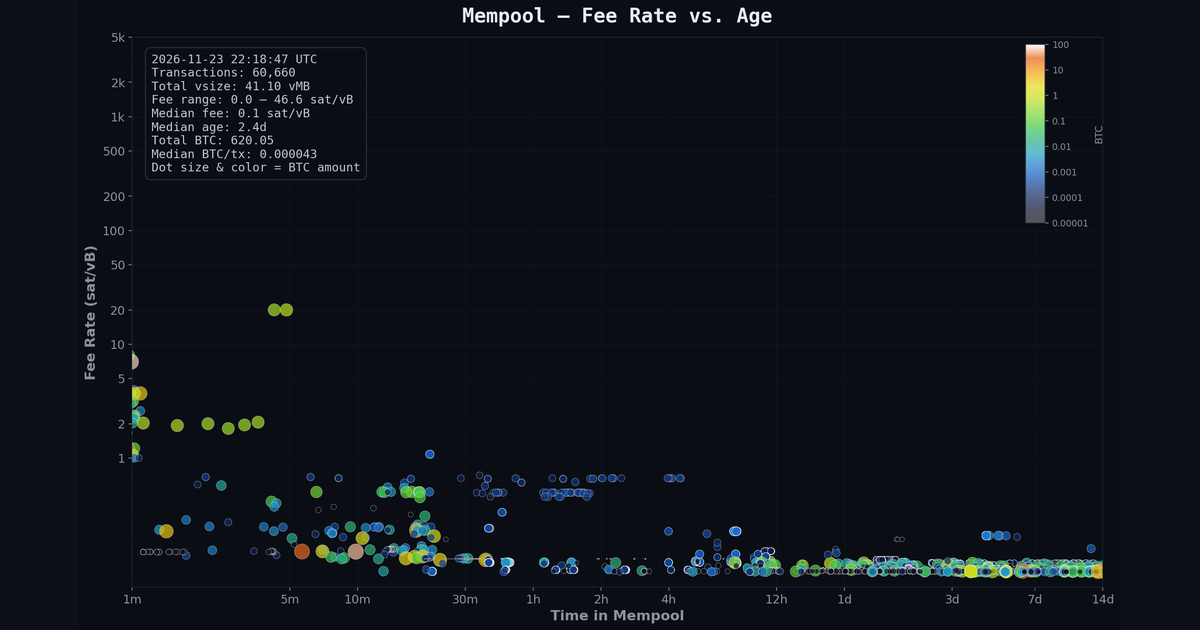 Mempool — Fee Rate vs. Age
2026-11-23 22:18:47 UTC
Transactions: 60,660
Total vsize: 41.10 vMB
Fee range: 0.0 — 46.6 sat/vB
Median fee: 0.1 sat/vB
Median age: 2.4d
Total BTC: 620.05
Median BTC/tx: 0.000043
Dot size & color = BTC amount
100
10
1
0.1
0.01
0.001
0.0001
0.00001
BTC
Fee Rate (sat/vB)
5k
2k
1k
500
200
100
50
20
10
5
2
1
1m
5m
10m
30m
1h
2h
4h
12h
1d
3d
7d
14d
Time in Mempool